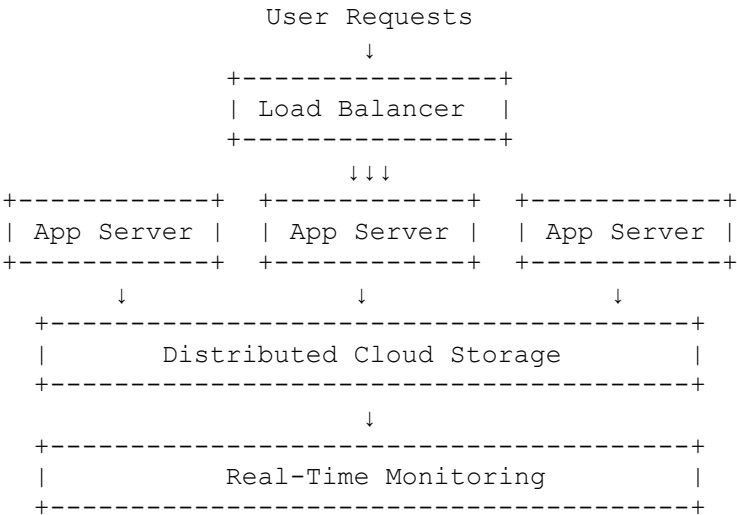 User Requests
↓
+----------------+
| Load Balancer  |
+----------------+
↓↓↓
+------------+  +------------+  +------------+
| App Server |  | App Server |  | App Server |
+------------+  +------------+  +------------+
↓              ↓               ↓
+----------------------------------------+
|       Distributed Cloud Storage        |
+----------------------------------------+
↓
+----------------------------------------+
|           Real-Time Monitoring         |
+----------------------------------------+